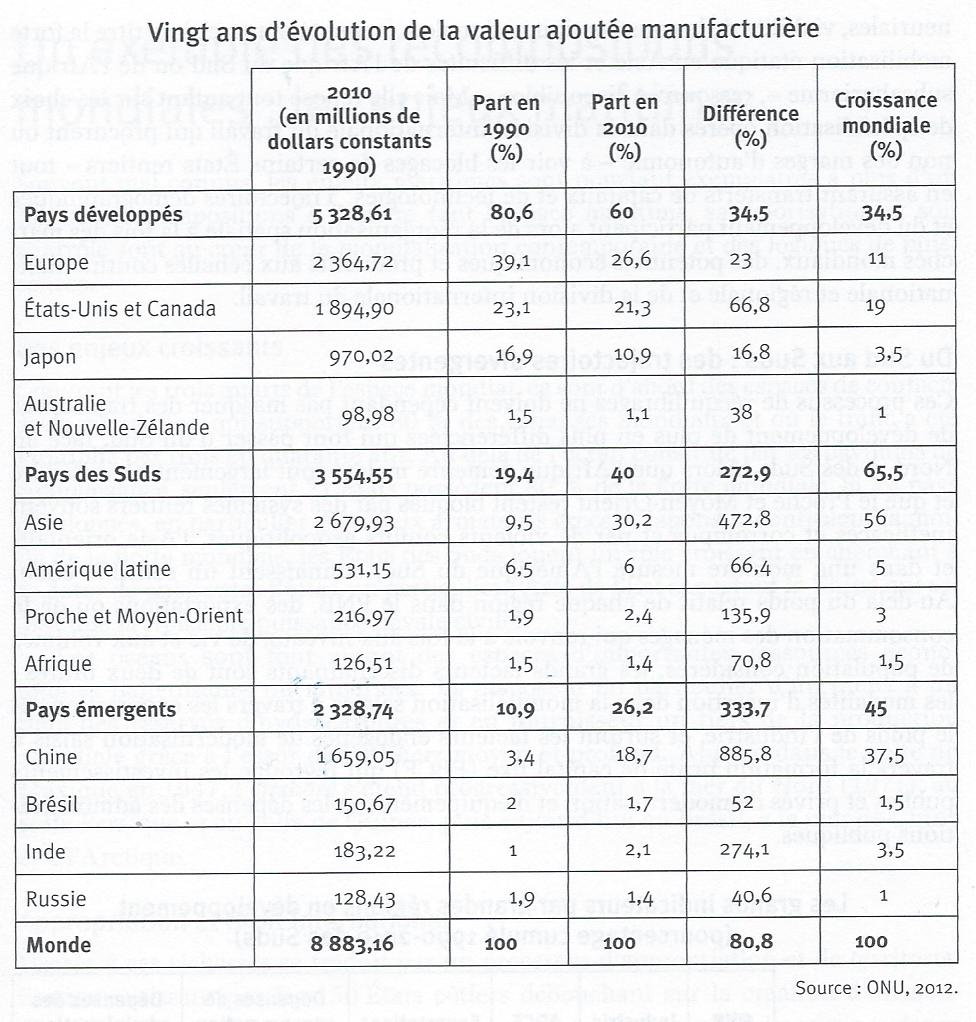 Vingt ans d'évolution de la valeur ajoutée manufacturière
2010 (en millions de dollars constants 1990) Part en 1990 (%) Part en 2010 (%) Différence (%) Croissance mondiale (%)
Pays développés 5 328,61 80,6 60 34,5 34,5
Europe 2 364,72 39,1 26,6 23 11
États-Unis et Canada 1 894,90 23,1 21,3 66,8 19
Japon 970,02 16,9 10,9 16,8 3,5
Australie et Nouvelle-Zélande 98,98 1,5 1,1 38 1
Pays des Suds 3 554,55 19,4 40 272,9 65,5
Asie 2 679,93 9,5 30,2 472,8 56
Amérique latine 531,15 6,5 6 66,4 5
Proche et Moyen-Orient 216,97 1,9 2,4 135,9 3
Afrique 126,51 1,5 1,4 70,8 1,5
Pays émergents 2 328,74 10,9 26,2 333,7 45
Chine 1 659,05 3,4 18,7 885,8 37,5
Brésil 150,67 2 1,7 52 1,5
Inde 183,22 1 2,1 274,1 3,5
Russie 128,43 1,9 1,4 40,6 1
Monde 8 883,16 100 100 80,8 100
Source : ONU, 2012.